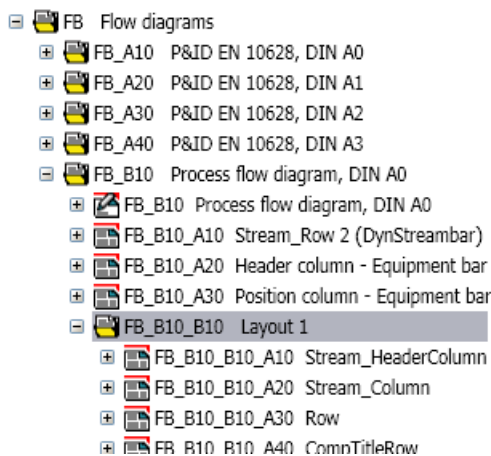 FB Flow diagrams
FB_A10 P&ID EN 10628, DIN A0
FB_A20 P&ID EN 10628, DIN A1
FB_A30 P&ID EN 10628, DIN A2
FB_A40 P&ID EN 10628, DIN A3
FB_B10 Process flow diagram, DIN A0
FB_B10 Process flow diagram, DIN A0
FB_B10_A10 Stream_Row 2 (DynStreambar)
FB_B10_A20 Header column - Equipment bar
FB_B10_A30 Position column - Equipment bar
FB_B10_B10 Layout 1
FB_B10_B10_A10 Stream_HeaderColumn
FB_B10_B10_A20 Stream_Column
FB_B10_B10_A30 Row
FB_B10_B10_A40 CompTitleRow